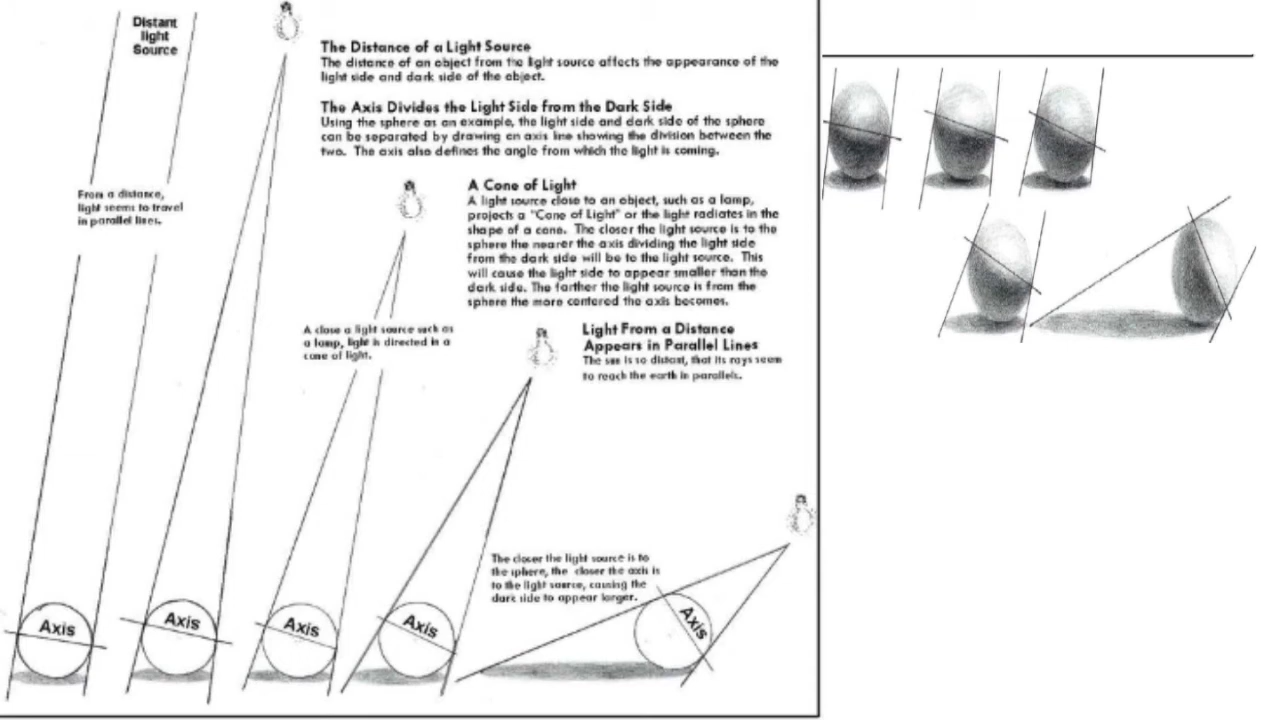 Distant
light
Source
The Distance of a Light Source
The distance of an object from the light source affects the appearance of the
light side and dark side of the object.
The Axis Divides the Light Side from the Dark Side
Using the sphere as an example, the light side and dark side of the sphere
can be separated by drawing an axis line showing the division between the
two. The axis also defines the angle from which the light is coming.
From a distance,
light seems to travel
in parallel lines.
A Cone of Light
A light source close to an object, such as a lamp,
projects a "Cone of Light" or the light radiates in the
shape of a cone. The closer the light source is to the
sphere the nearer the axis dividing the light side
from the dark side will be to the light source. This
will cause the light side to appear smaller than the
dark side. The farther the light source is from the
sphere the more centered the axis becomes.
A close a light source such as
a lamp, light is directed in a
cone of light.
Light From a Distance
Appears in Parallel Lines
The sun is so distant, that its rays seem
to reach the earth in parallels.
The closer the light source is to
the sphere, the closer the axis is
to the light source, causing the
dark side to appear larger.
Axis
Axis
Axis
Axis
Axis